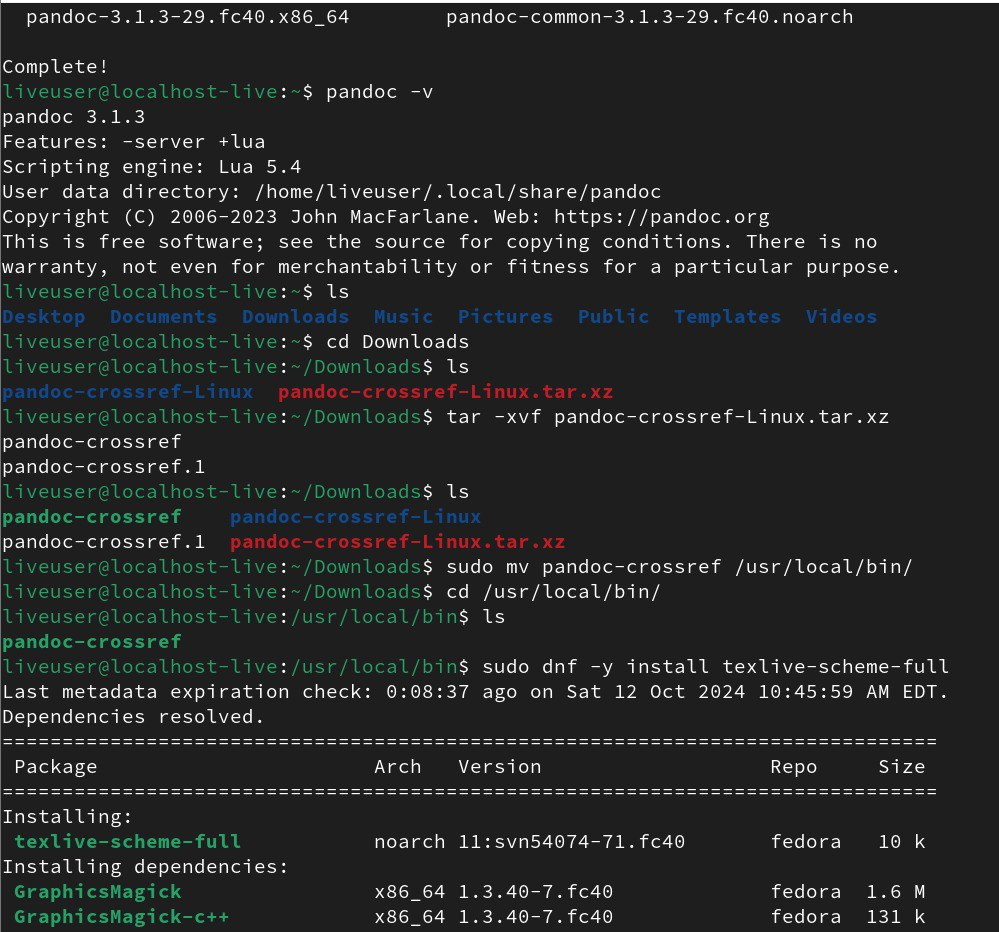 pandoc-3.1.3-29.fc40.x86_64        pandoc-common-3.1.3-29.fc40.noarch
Complete!
liveuser@localhost-live:~$ pandoc -v
pandoc 3.1.3
Features: -server +lua
Scripting engine: Lua 5.4
User data directory: /home/liveuser/.local/share/pandoc
Copyright (C) 2006-2023 John MacFarlane. Web: https://pandoc.org
This is free software; see the source for copying conditions. There is no
warranty, not even for merchantability or fitness for a particular purpose.
liveuser@localhost-live:~$ ls
Desktop  Documents  Downloads  Music  Pictures  Public  Templates  Videos
liveuser@localhost-live:~$ cd Downloads
liveuser@localhost-live:~/Downloads$ ls
pandoc-crossref-Linux  pandoc-crossref-Linux.tar.xz
liveuser@localhost-live:~/Downloads$ tar -xvf pandoc-crossref-Linux.tar.xz
pandoc-crossref
pandoc-crossref.1
liveuser@localhost-live:~/Downloads$ ls
pandoc-crossref    pandoc-crossref-Linux
pandoc-crossref.1  pandoc-crossref-Linux.tar.xz
liveuser@localhost-live:~/Downloads$ sudo mv pandoc-crossref /usr/local/bin/
liveuser@localhost-live:~/Downloads$ cd /usr/local/bin/
liveuser@localhost-live:/usr/local/bin$ ls
pandoc-crossref
liveuser@localhost-live:/usr/local/bin$ sudo dnf -y install texlive-scheme-full
Last metadata expiration check: 0:08:37 ago on Sat 12 Oct 2024 10:45:59 AM EDT.
Dependencies resolved.
==============================================================================
 Package                       Arch   Version                   Repo     Size
==============================================================================
Installing:
 texlive-scheme-full           noarch 11:svn54074-71.fc40       fedora   10 k
Installing dependencies:
 GraphicsMagick                x86_64 1.3.40-7.fc40             fedora  1.6 M
 GraphicsMagick-c++            x86_64 1.3.40-7.fc40             fedora  131 k